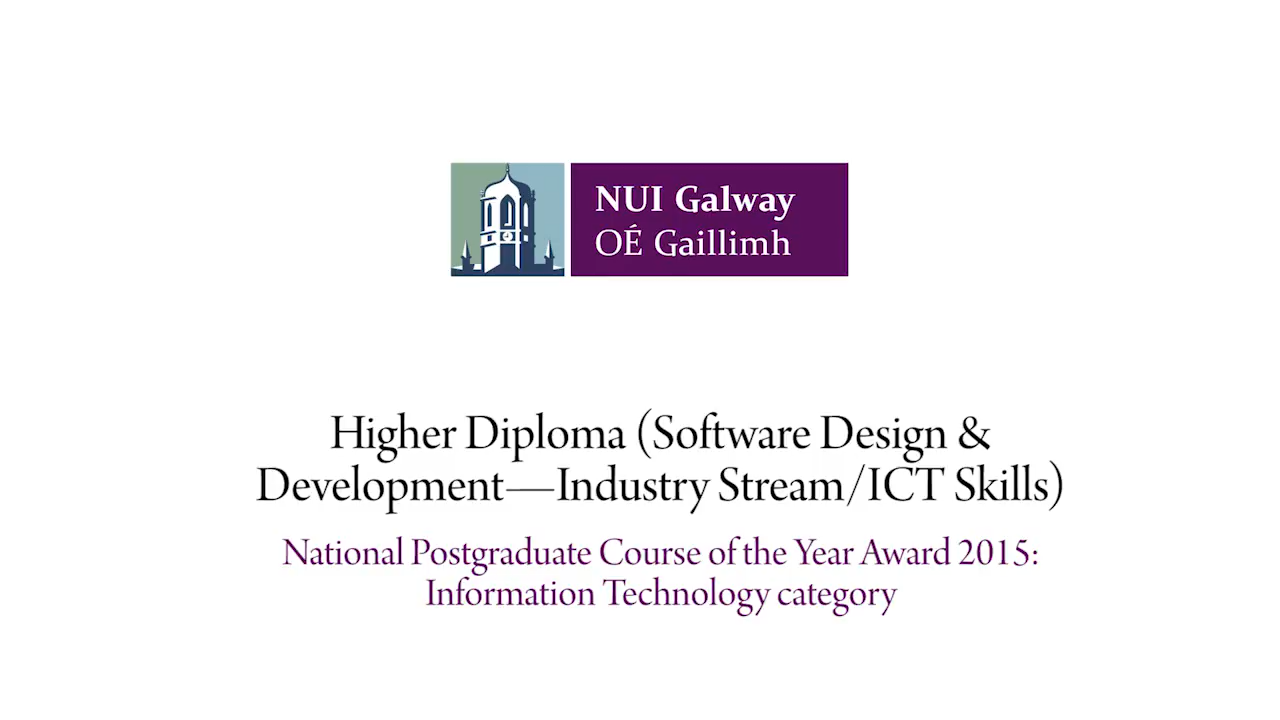 NUI Galway
OÉ Gaillimh
Higher Diploma (Software Design &
Development—Industry Stream/ICT Skills)
National Postgraduate Course of the Year Award 2015:
Information Technology category